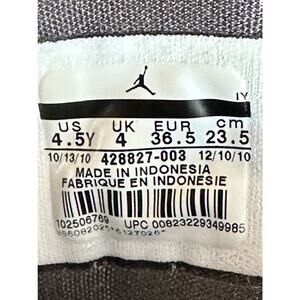 IY
US UK EUR cm
4.5Y 4 36.5 23.5
10/13/10 428827-003 12/10/10
MADE IN INDONESIA
FABRIQUE EN INDONESIE
102506769 UPC 00823229349985